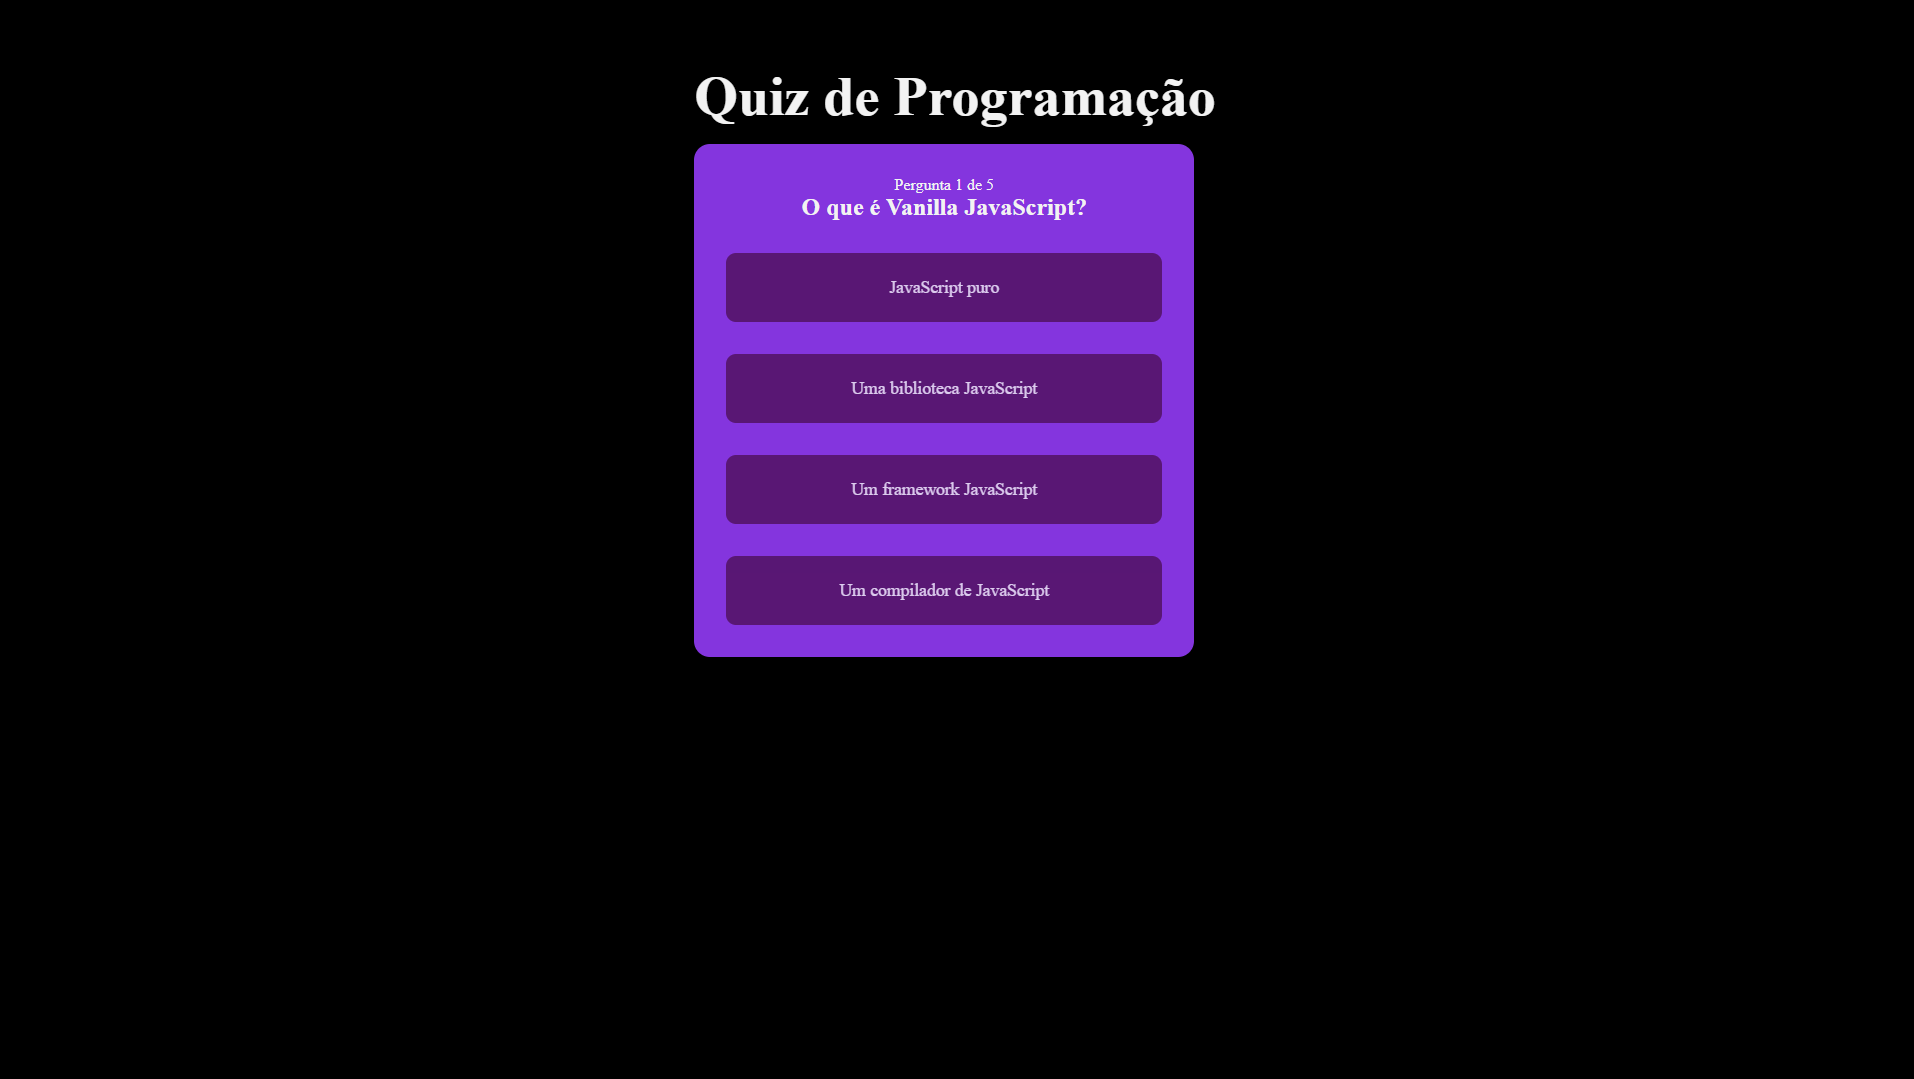 Quiz de Programação
Pergunta 1 de 5
O que é Vanilla JavaScript?
JavaScript puro
Uma biblioteca JavaScript
Um framework JavaScript
Um compilador de JavaScript